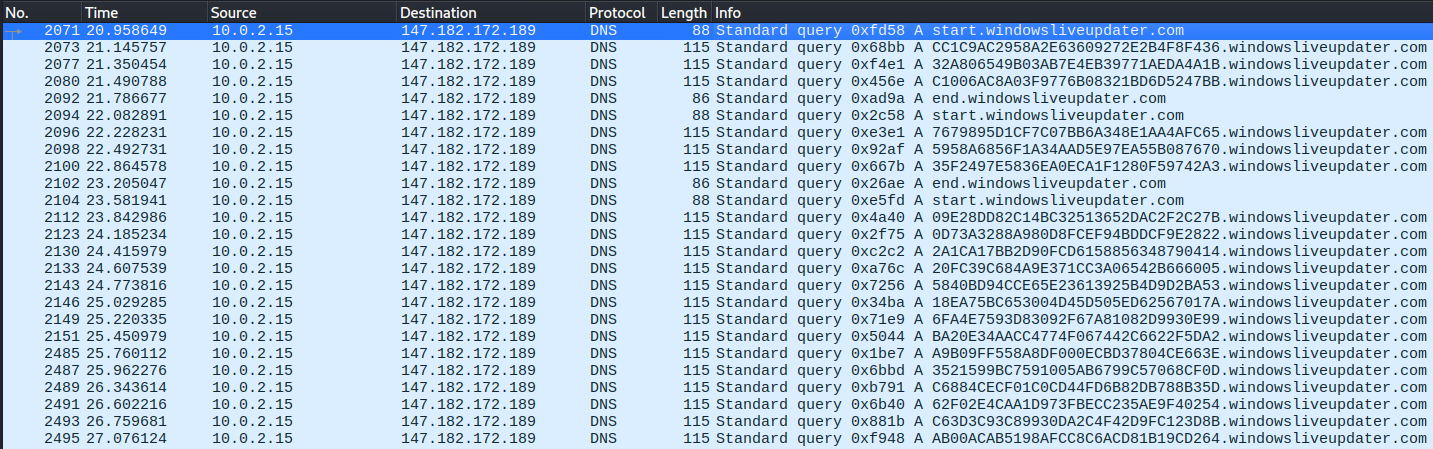 No. Time Source Destination Protocol Length Info
2071 20.958649 10.0.2.15 147.182.172.189 DNS 88 Standard query 0xfd58 A start.windowsliveupdater.com
2073 21.145757 10.0.2.15 147.182.172.189 DNS 115 Standard query 0x68bb A CC1C9AC2958A2E63609272E2B4F8F436.windowsliveupdater.com
2077 21.350454 10.0.2.15 147.182.172.189 DNS 115 Standard query 0xf4e1 A 32A806549B03AB7E4EB39771AEDA4A1B.windowsliveupdater.com
2080 21.490788 10.0.2.15 147.182.172.189 DNS 115 Standard query 0x456e A C1006AC8A03F9776B08321BD6D5247BB.windowsliveupdater.com
2092 21.786677 10.0.2.15 147.182.172.189 DNS 86 Standard query 0xad9a A end.windowsliveupdater.com
2094 22.082891 10.0.2.15 147.182.172.189 DNS 88 Standard query 0x2c58 A start.windowsliveupdater.com
2096 22.228231 10.0.2.15 147.182.172.189 DNS 115 Standard query 0xe3e1 A 7679895D1CF7C07BB6A348E1AA4AFC65.windowsliveupdater.com
2098 22.492731 10.0.2.15 147.182.172.189 DNS 115 Standard query 0x92af A 5958A6856F1A34AAD5E97EA55B087670.windowsliveupdater.com
2100 22.864578 10.0.2.15 147.182.172.189 DNS 115 Standard query 0x667b A 35F2497E5836EA0ECA1F1280F59742A3.windowsliveupdater.com
2102 23.205047 10.0.2.15 147.182.172.189 DNS 86 Standard query 0x26ae A end.windowsliveupdater.com
2104 23.581941 10.0.2.15 147.182.172.189 DNS 88 Standard query 0xe5fd A start.windowsliveupdater.com
2112 23.842986 10.0.2.15 147.182.172.189 DNS 115 Standard query 0x4a40 A 09E28DD82C14BC32513652DAC2F2C27B.windowsliveupdater.com
2123 24.185234 10.0.2.15 147.182.172.189 DNS 115 Standard query 0x2f75 A 0D73A3288A980D8FCEF94BDDCF9E2822.windowsliveupdater.com
2130 24.415979 10.0.2.15 147.182.172.189 DNS 115 Standard query 0xc2c2 A 2A1CA17BB2D90FCD6158856348790414.windowsliveupdater.com
2133 24.607539 10.0.2.15 147.182.172.189 DNS 115 Standard query 0xa76c A 20FC39C684A9E371CC3A06542B666005.windowsliveupdater.com
2143 24.773816 10.0.2.15 147.182.172.189 DNS 115 Standard query 0x7256 A 5840BD94CCE65E23613925B4D9D2BA53.windowsliveupdater.com
2146 25.029285 10.0.2.15 147.182.172.189 DNS 115 Standard query 0x34ba A 18EA75BC653004D45D505ED62567017A.windowsliveupdater.com
2149 25.220335 10.0.2.15 147.182.172.189 DNS 115 Standard query 0x71e9 A 6FA4E7593D83092F67A81082D9930E99.windowsliveupdater.com
2151 25.450979 10.0.2.15 147.182.172.189 DNS 115 Standard query 0x5044 A BA20E34AACC4774F067442C6622F5DA2.windowsliveupdater.com
2485 25.760112 10.0.2.15 147.182.172.189 DNS 115 Standard query 0x1be7 A A9B09FF558A8DF000ECBD37804CE663E.windowsliveupdater.com
2487 25.962276 10.0.2.15 147.182.172.189 DNS 115 Standard query 0x6bbd A 3521599BC7591005AB6799C57068CF0D.windowsliveupdater.com
2489 26.343614 10.0.2.15 147.182.172.189 DNS 115 Standard query 0xb791 A C6884CECF01C0CD44FD6B82DB788B35D.windowsliveupdater.com
2491 26.602216 10.0.2.15 147.182.172.189 DNS 115 Standard query 0x6b40 A 62F02E4CAA1D973FBECC235AE9F40254.windowsliveupdater.com
2493 26.759681 10.0.2.15 147.182.172.189 DNS 115 Standard query 0x881b A C63D3C93C89930DA2C4F42D9FC123D8B.windowsliveupdater.com
2495 27.076124 10.0.2.15 147.182.172.189 DNS 115 Standard query 0xf948 A AB00ACAB5198AFCC8C6ACD81B19CD264.windowsliveupdater.com